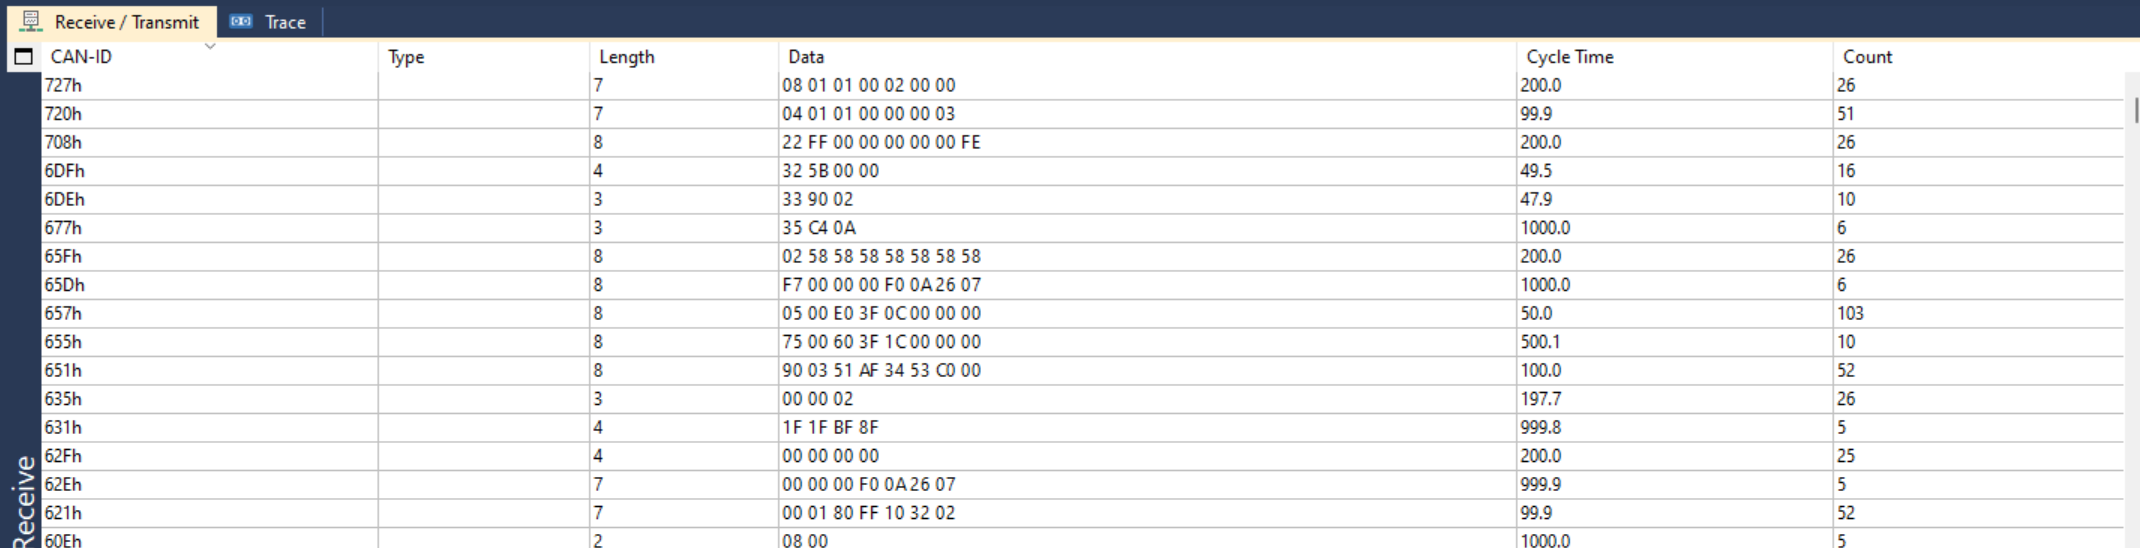 Receive / Transmit Trace
CAN-ID Type Length Data Cycle Time Count
727h 7 08 01 01 00 02 00 00 200.0 26
720h 7 04 01 01 00 00 00 03 99.9 51
708h 8 22 FF 00 00 00 00 00 FE 200.0 26
6DFh 4 32 5B 00 00 49.5 16
6DEh 3 33 90 02 47.9 10
677h 3 35 C4 0A 1000.0 6
65Fh 8 02 58 58 58 58 58 58 58 200.0 26
65Dh 8 F7 00 00 00 F0 0A 26 07 1000.0 6
657h 8 05 00 E0 3F 0C 00 00 00 50.0 103
655h 8 75 00 60 3F 1C 00 00 00 500.1 10
651h 8 90 03 51 AF 34 53 C0 00 100.0 52
635h 3 00 00 02 197.7 26
631h 4 1F 1F BF 8F 999.8 5
62Fh 4 00 00 00 00 200.0 25
62Eh 7 00 00 00 F0 0A 26 07 999.9 5
621h 7 00 01 80 FF 10 32 02 99.9 52
60Eh 2 08 00 1000.0 5
Receive